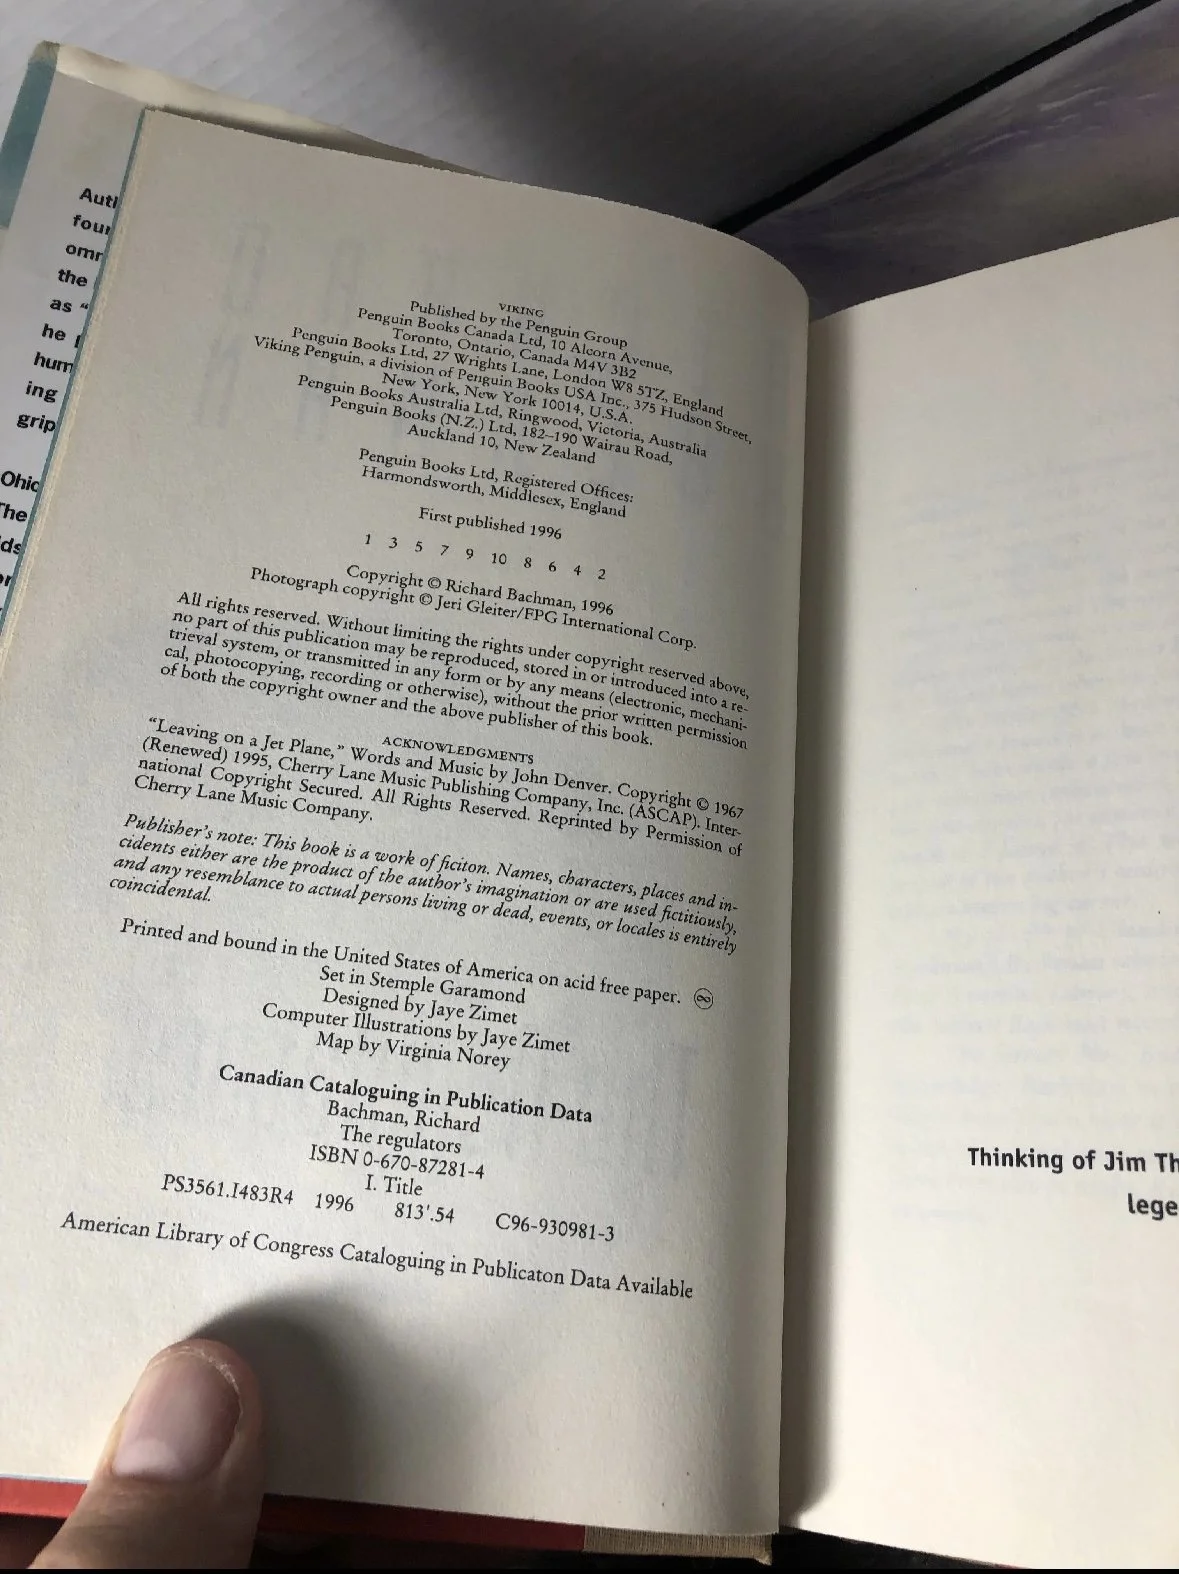 Autl
four
omr
the
as "
he
hum
ing
grip
Ohio
The
ds
VIKING
Published by the Penguin Group
Penguin Books Canada Ltd, 10 Alcorn Avenue,
Toronto, Ontario, Canada M4V 3B2
Penguin Books Ltd, 27 Wrights Lane, London W8 5TZ, England
Viking Penguin, a division of Penguin Books USA Inc., 375 Hudson Street,
New York, New York 10014, U.S.A.
Penguin Books Australia Ltd, Ringwood, Victoria, Australia
Penguin Books (N.Z.) Ltd, 182–190 Wairau Road,
Auckland 10, New Zealand
Penguin Books Ltd, Registered Offices:
Harmondsworth, Middlesex, England
First published 1996
1 3 5 7 9 10 8 6 4 2
Copyright © Richard Bachman, 1996
Photograph copyright © Jeri Gleiter/FPG International Corp.
All rights reserved. Without limiting the rights under copyright reserved above,
no part of this publication may be reproduced, stored in or introduced into a re-
trieval system, or transmitted in any form or by any means (electronic, mechani-
cal, photocopying, recording or otherwise), without the prior written permission
of both the copyright owner and the above publisher of this book.
ACKNOWLEDGMENTS
"Leaving on a Jet Plane," Words and Music by John Denver. Copyright © 1967
(Renewed) 1995, Cherry Lane Music Publishing Company, Inc. (ASCAP). Inter-
national Copyright Secured. All Rights Reserved. Reprinted by Permission of
Cherry Lane Music Company.
Publisher's note: This book is a work of ficiton. Names, characters, places and in-
cidents either are the product of the author's imagination or are used fictitiously,
and any resemblance to actual persons living or dead, events, or locales is entirely
coincidental.
Printed and bound in the United States of America on acid free paper. ♾
Set in Stemple Garamond
Designed by Jaye Zimet
Computer Illustrations by Jaye Zimet
Map by Virginia Norey
Canadian Cataloguing in Publication Data
Bachman, Richard
The regulators
ISBN 0-670-87281-4
I. Title
PS3561.I483R4 1996 813'.54 C96-930981-3
American Library of Congress Cataloguing in Publicaton Data Available
Thinking of Jim Th
lege